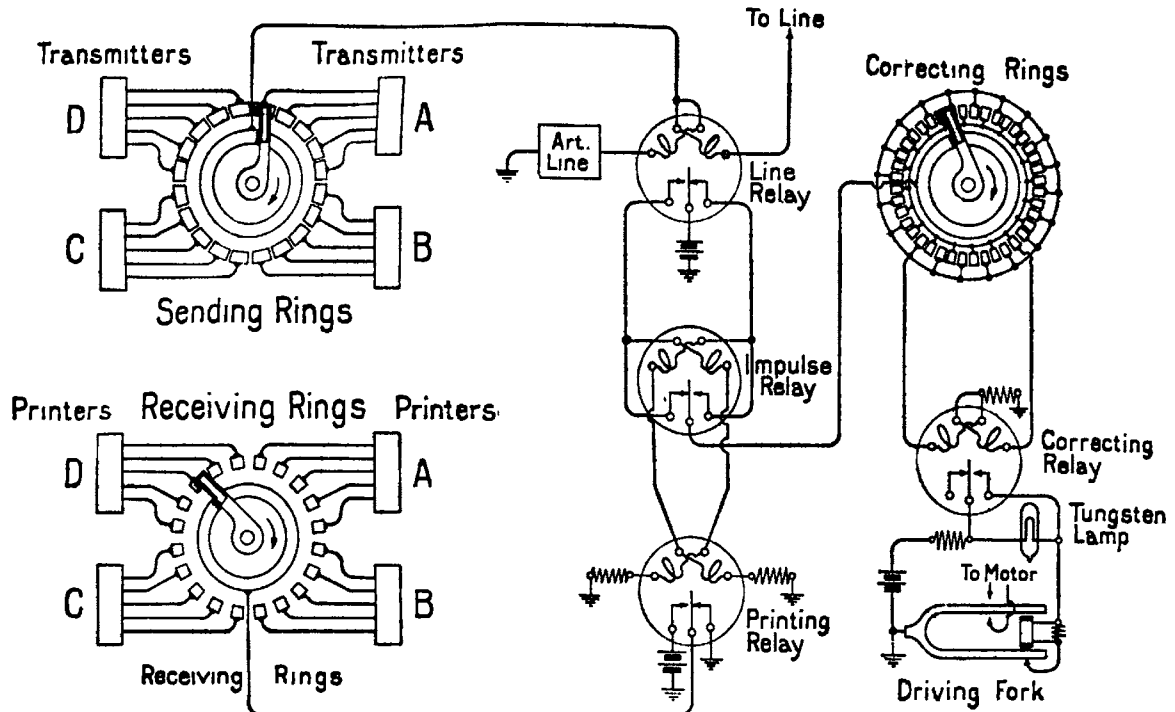 To Line
Transmitters Transmitters
Correcting Rings
D A
Art.
Line
Line
Relay
C B
Sending Rings
Impulse
Relay
Printers Receiving Rings Printers
D A
Correcting
Relay
Tungsten
Lamp
To Motor
C B
Printing
Relay
Receiving Rings
Driving Fork